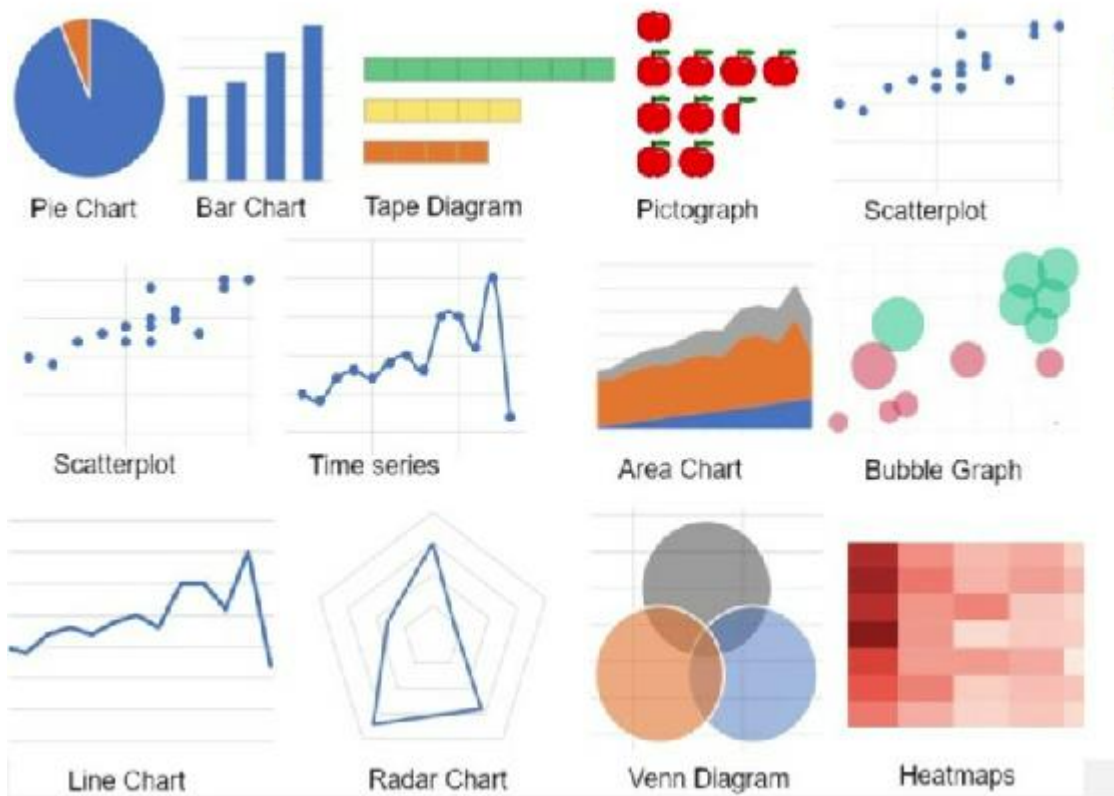 Pie Chart
Bar Chart
Tape Diagram
Pictograph
Scatterplot
Scatterplot
Time series
Area Chart
Bubble Graph
Line Chart
Radar Chart
Venn Diagram
Heatmaps